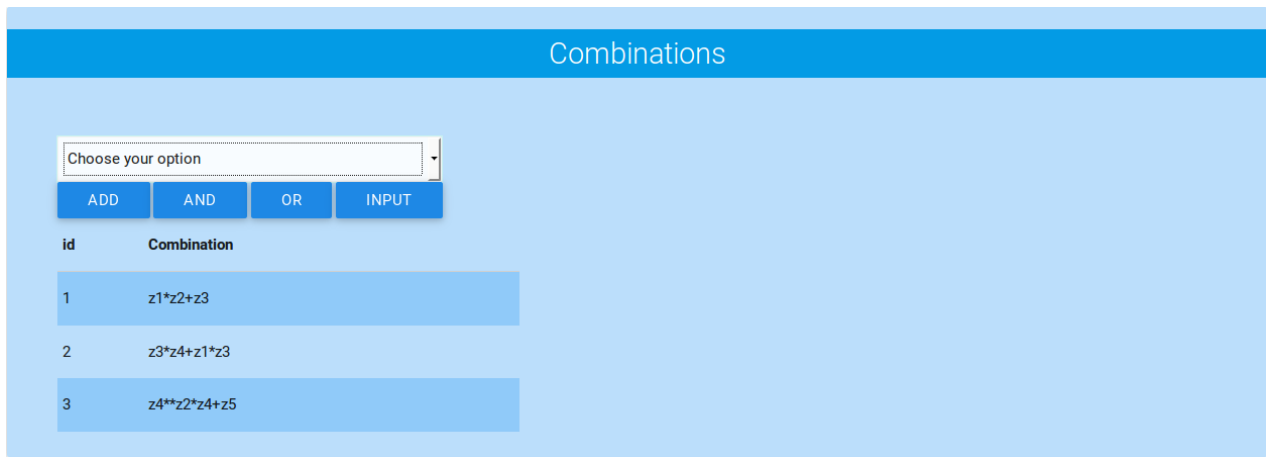 Combinations
Choose your option
ADD AND OR INPUT
id Combination
1 z1*z2+z3
2 z3*z4+z1*z3
3 z4**z2*z4+z5